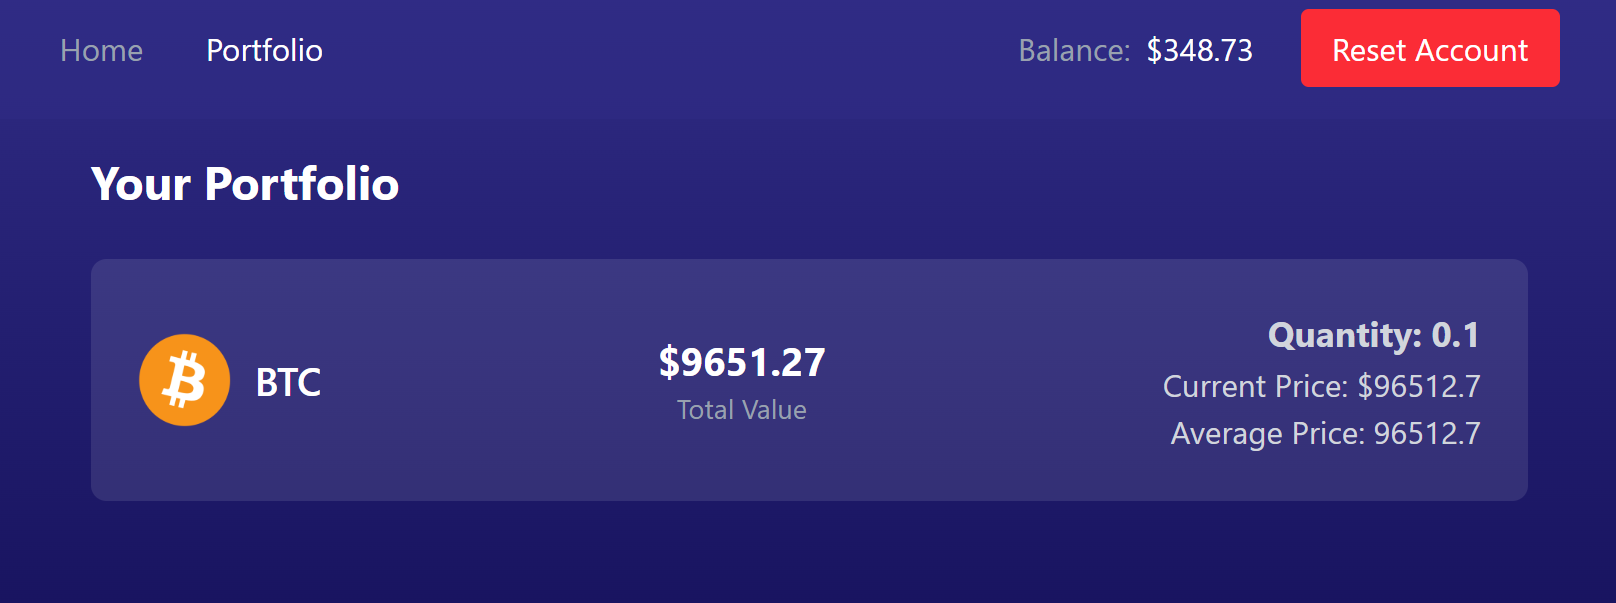 Home Portfolio Balance: $348.73 Reset Account
Your Portfolio
BTC
$9651.27
Total Value
Quantity: 0.1
Current Price: $96512.7
Average Price: 96512.7